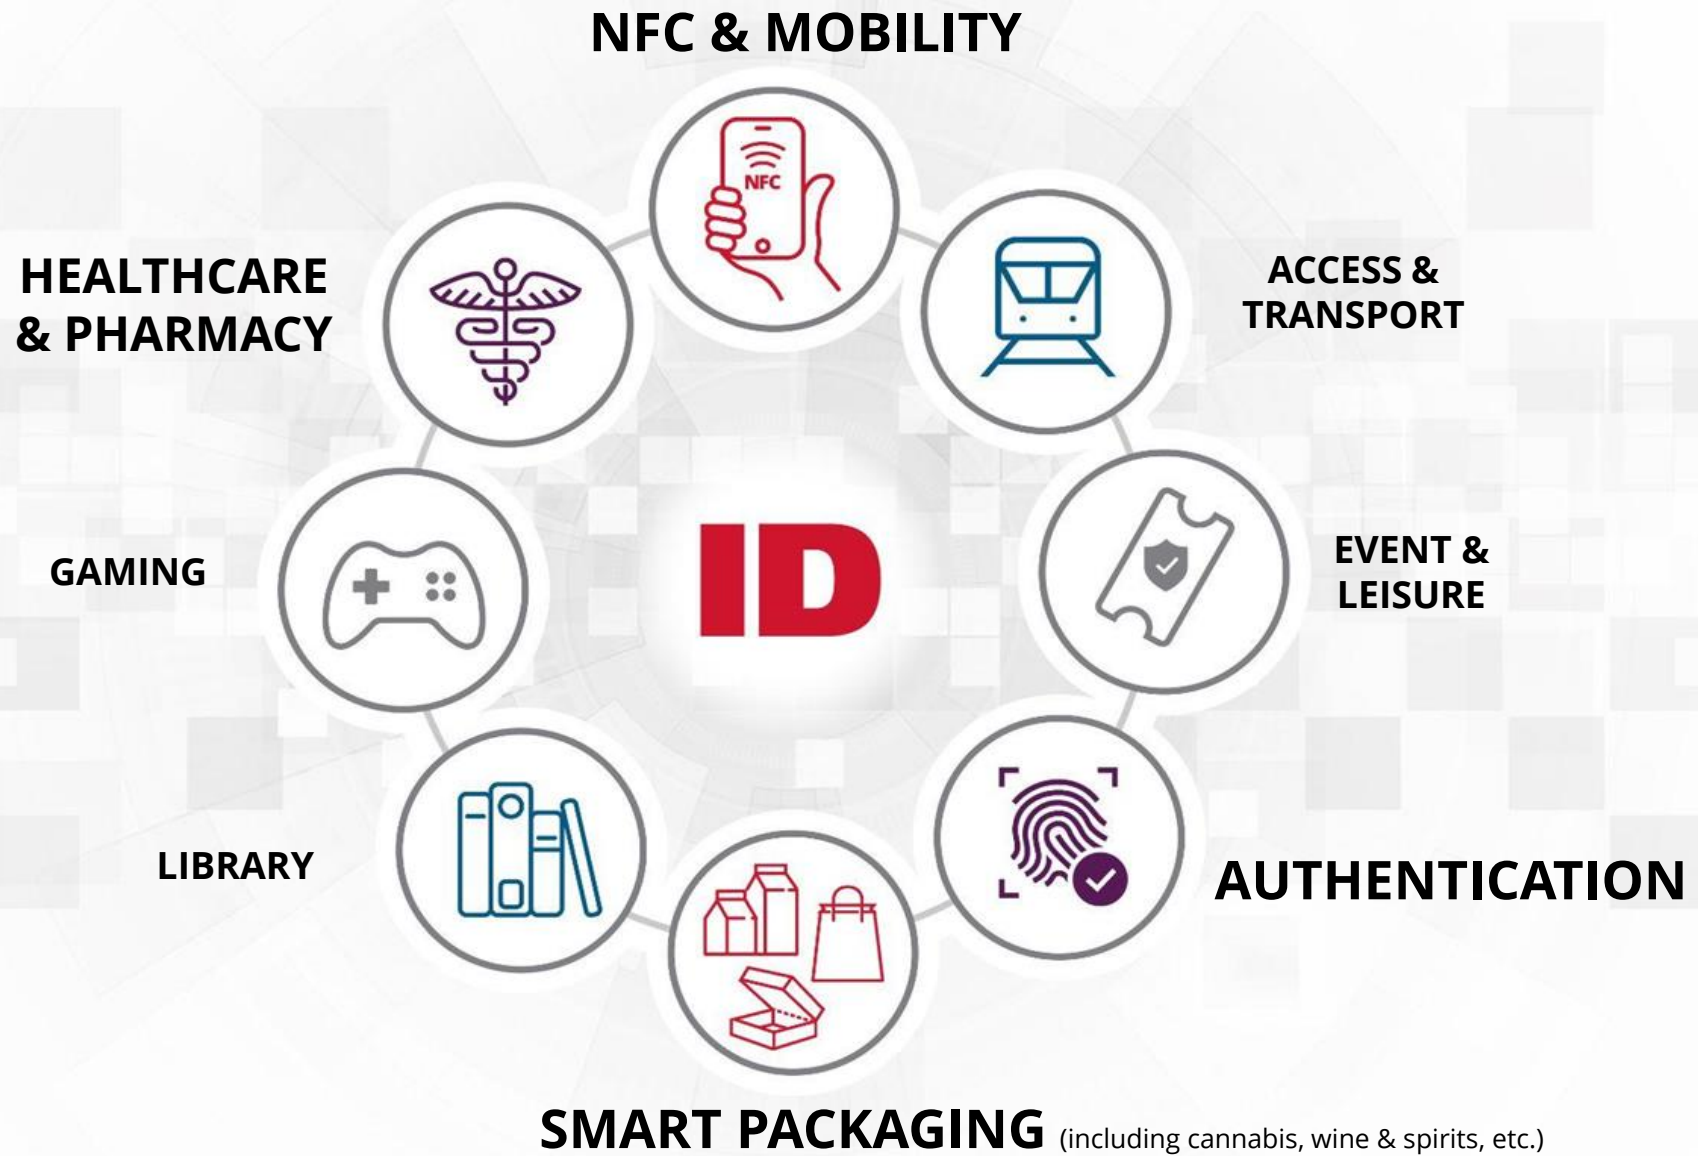 NFC & MOBILITY
NFC
HEALTHCARE
& PHARMACY
ACCESS &
TRANSPORT
GAMING
ID
EVENT &
LEISURE
LIBRARY
AUTHENTICATION
SMART PACKAGING (including cannabis, wine & spirits, etc.)